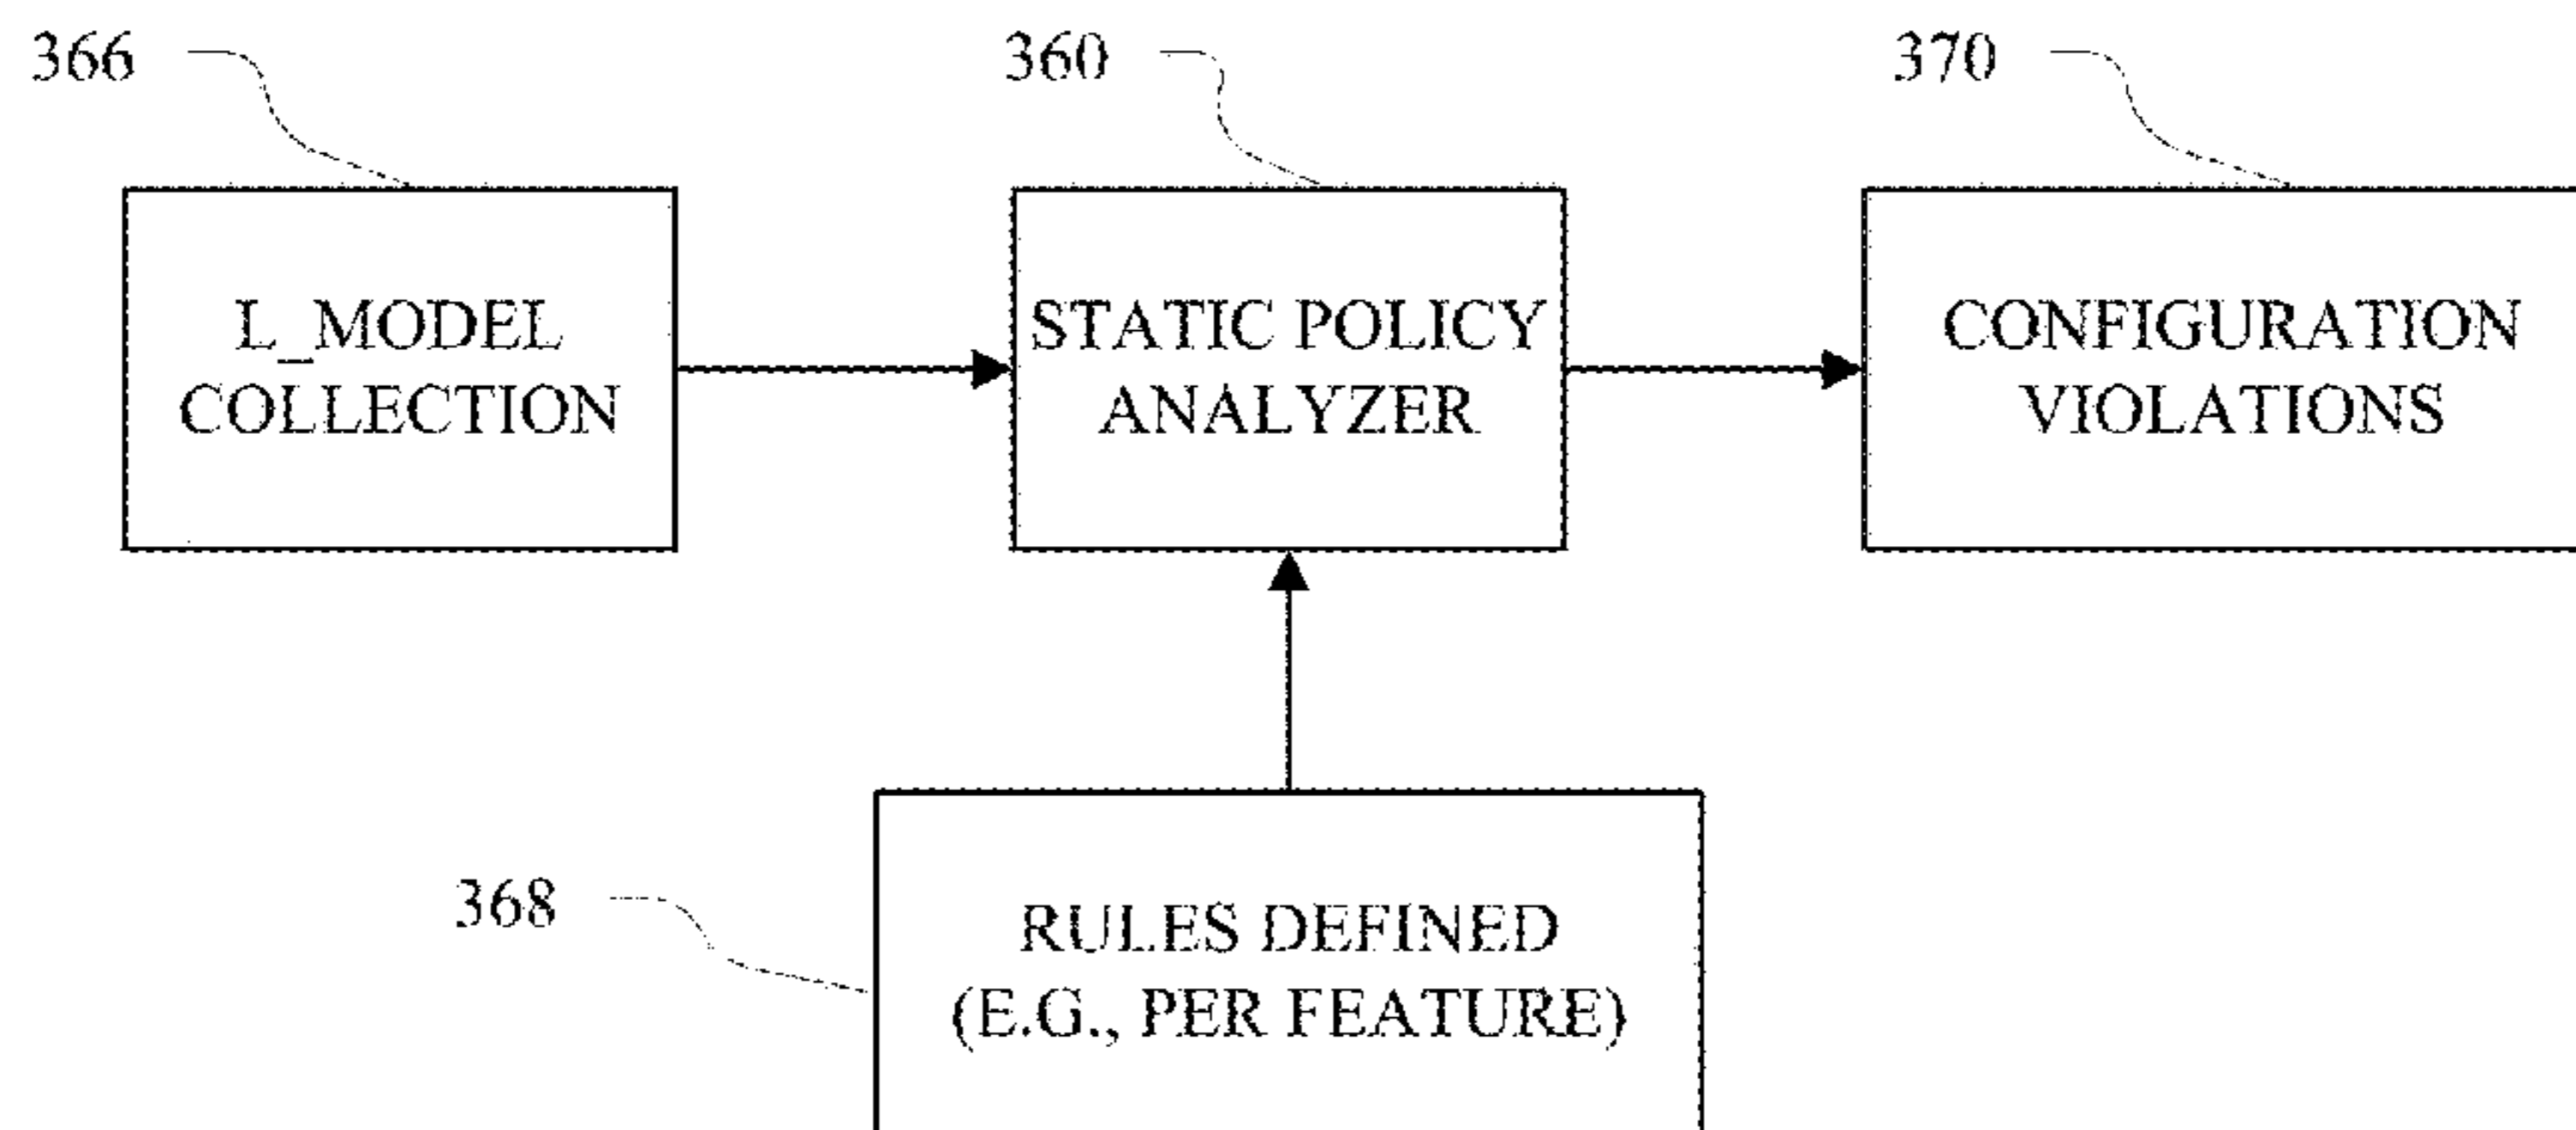 366
360
370
L_MODEL
COLLECTION
STATIC POLICY
ANALYZER
CONFIGURATION
VIOLATIONS
368
RULES DEFINED
(E.G., PER FEATURE)